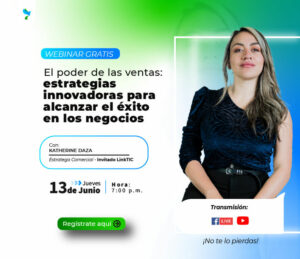 WEBINAR GRATIS
El poder de las ventas:
estrategias
innovadoras para
alcanzar el éxito
en los negocios
Con:
KATHERINE DAZA
Estratega Comercial - Invitado LinkTIC
13 Jueves de Junio
Hora:
7:00 p.m.
Regístrate aquí
Transmisión:
LIVE
¡No te lo pierdas!